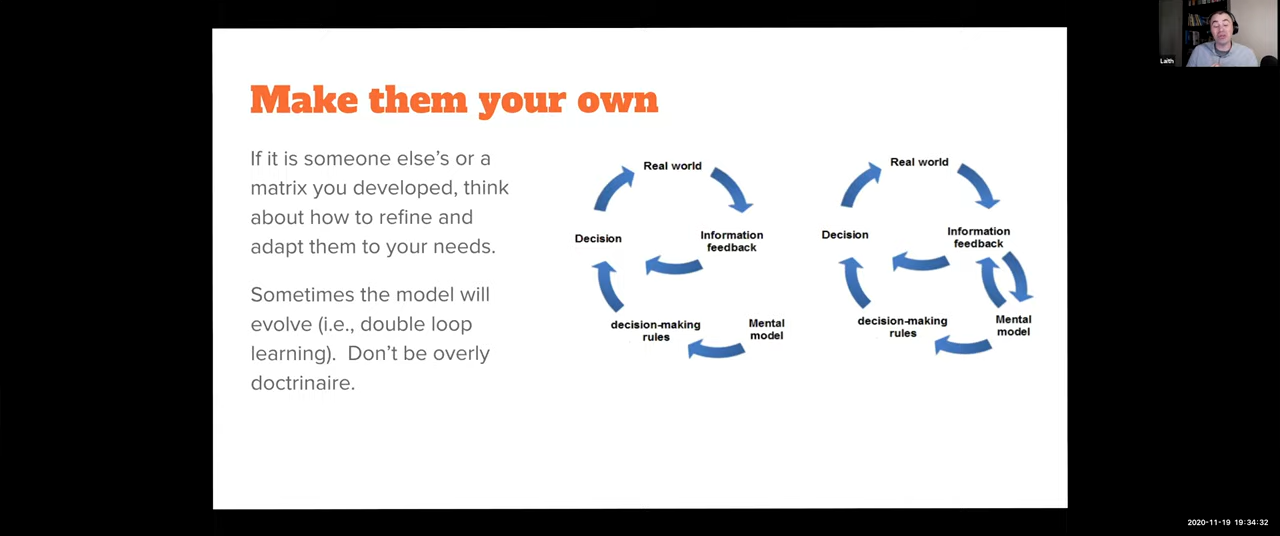 Make them your own
If it is someone else's or a
matrix you developed, think
about how to refine and
adapt them to your needs.
Sometimes the model will
evolve (i.e., double loop
learning).  Don't be overly
doctrinaire.
Real world
Decision
Information
feedback
decision-making
rules
Mental
model
Real world
Decision
Information
feedback
decision-making
rules
Mental
model
Laith
2020-11-19 19:34:32